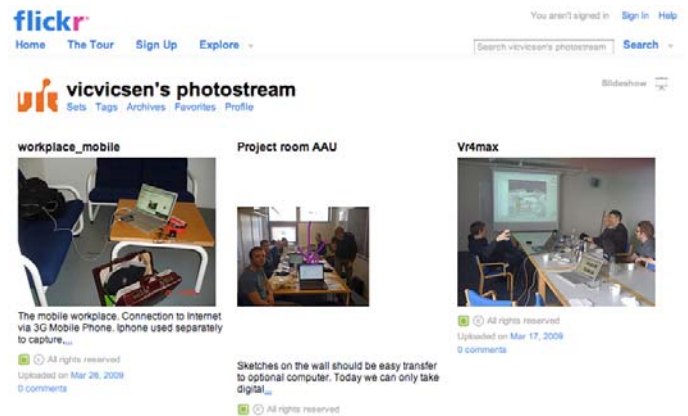 flickr
You aren't signed in Sign In Help
Home The Tour Sign Up Explore
Search vicvicsen's photostream Search
vicvicsen's photostream
Sets Tags Archives Favorites Profile
Slideshow
workplace_mobile
The mobile workplace. Connection to Internet
via 3G Mobile Phone. Iphone used separately
to capture,...
All rights reserved
Uploaded on Mar 26, 2009
0 comments
Project room AAU
Sketches on the wall should be easy transfer
to optional computer. Today we can only take
digital...
All rights reserved
Vr4max
All rights reserved
Uploaded on Mar 17, 2009
0 comments